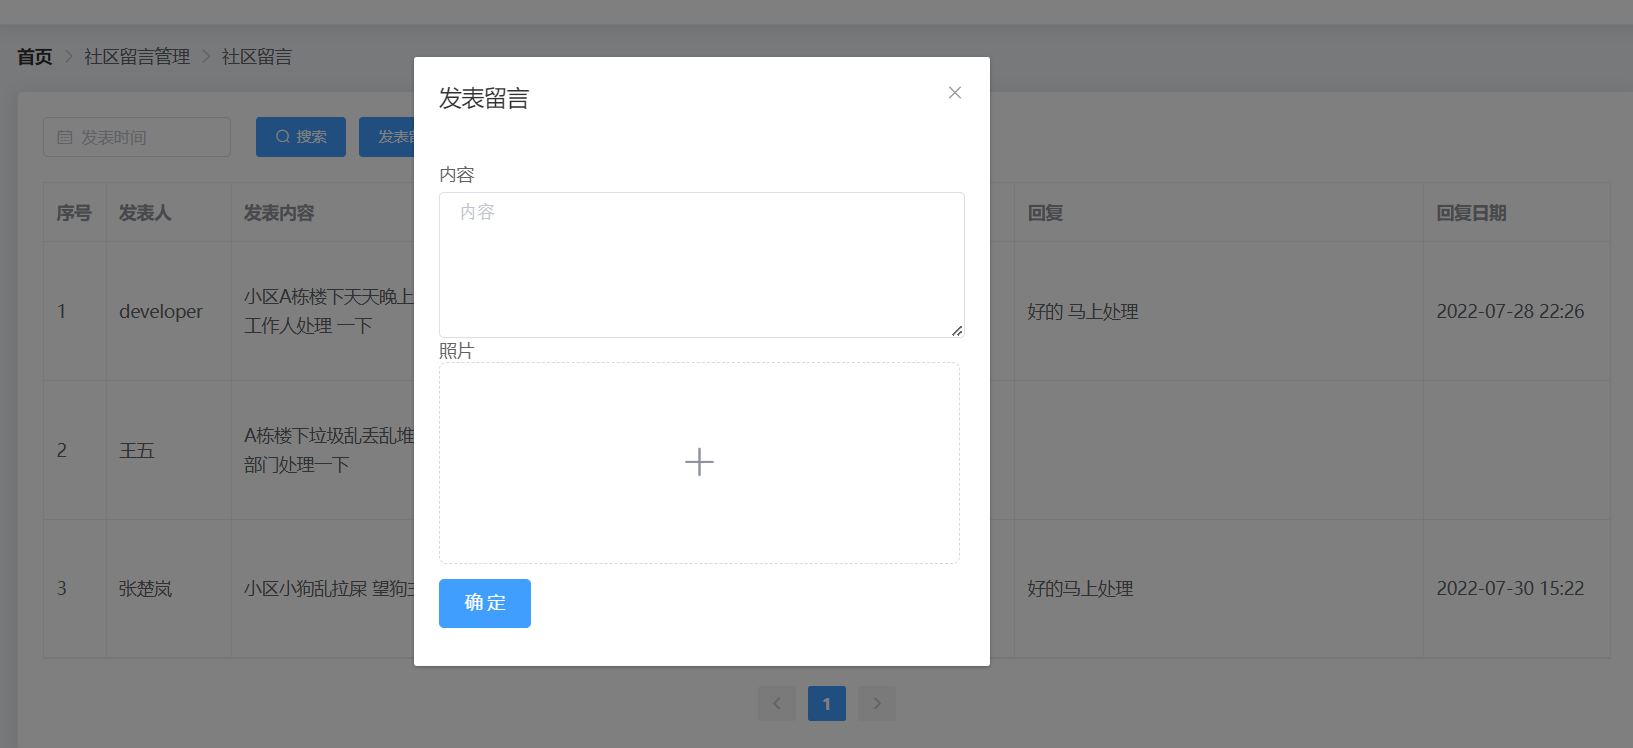 首页 > 社区留言管理 > 社区留言
发表留言
内容
内容
照片
确定
发表时间
搜索
发表
序号 发表人 发表内容 回复 回复日期
1 developer 小区A栋楼下天天晚上 好的 马上处理 2022-07-28 22:26
工作人处理 一下
2 王五 A栋楼下垃圾乱丢乱堆
部门处理一下
3 张楚岚 小区小狗乱拉屎 望狗 好的马上处理 2022-07-30 15:22
1